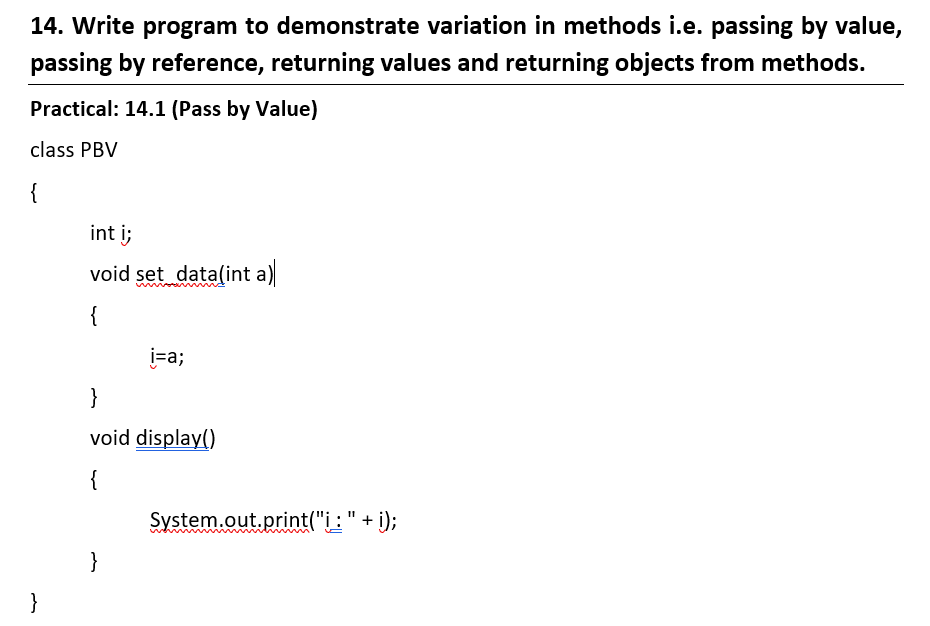 14. Write program to demonstrate variation in methods i.e. passing by value,
passing by reference, returning values and returning objects from methods.
Practical: 14.1 (Pass by Value)
class PBV
{
int i;
void set_data(int a)
{
i=a;
}
void display()
{
System.out.print("i : " + i);
}
}